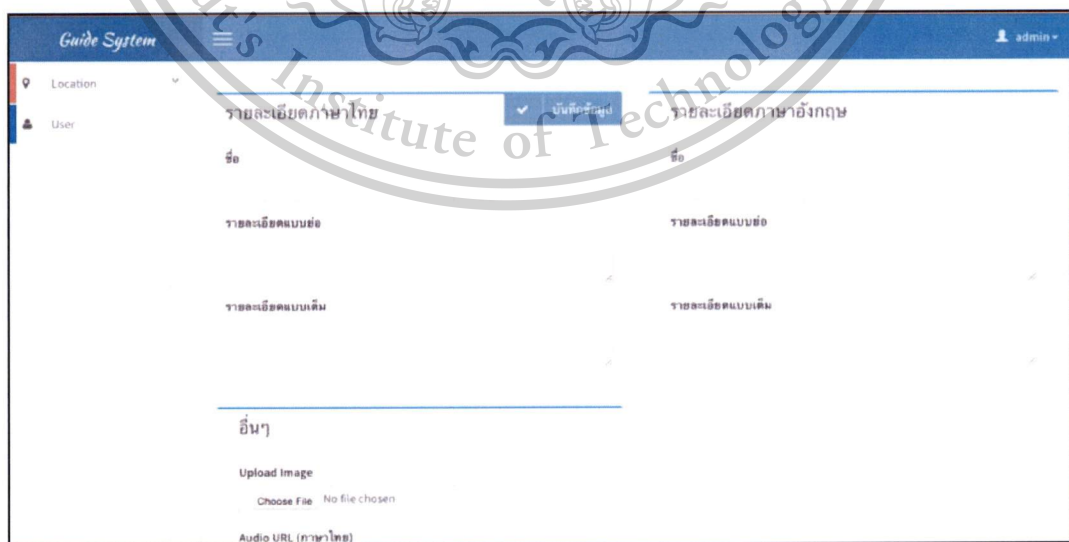 Guide System
admin
Location
User
รายละเอียดภาษาไทย
บันทึกข้อมูล
ชื่อ
รายละเอียดแบบย่อ
รายละเอียดแบบเต็ม
รายละเอียดภาษาอังกฤษ
ชื่อ
รายละเอียดแบบย่อ
รายละเอียดแบบเต็ม
อื่นๆ
Upload Image
Choose File No file chosen
Audio URL (ภาษาไทย)
Institute of Technology